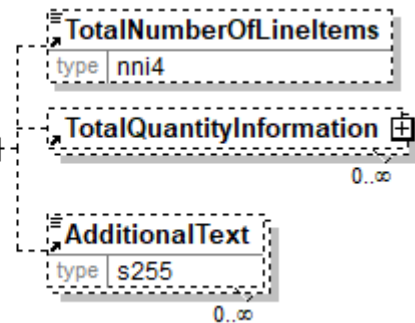 TotalNumberOfLineItems
type nni4
TotalQuantityInformation
0..∞
AdditionalText
type s255
0..∞